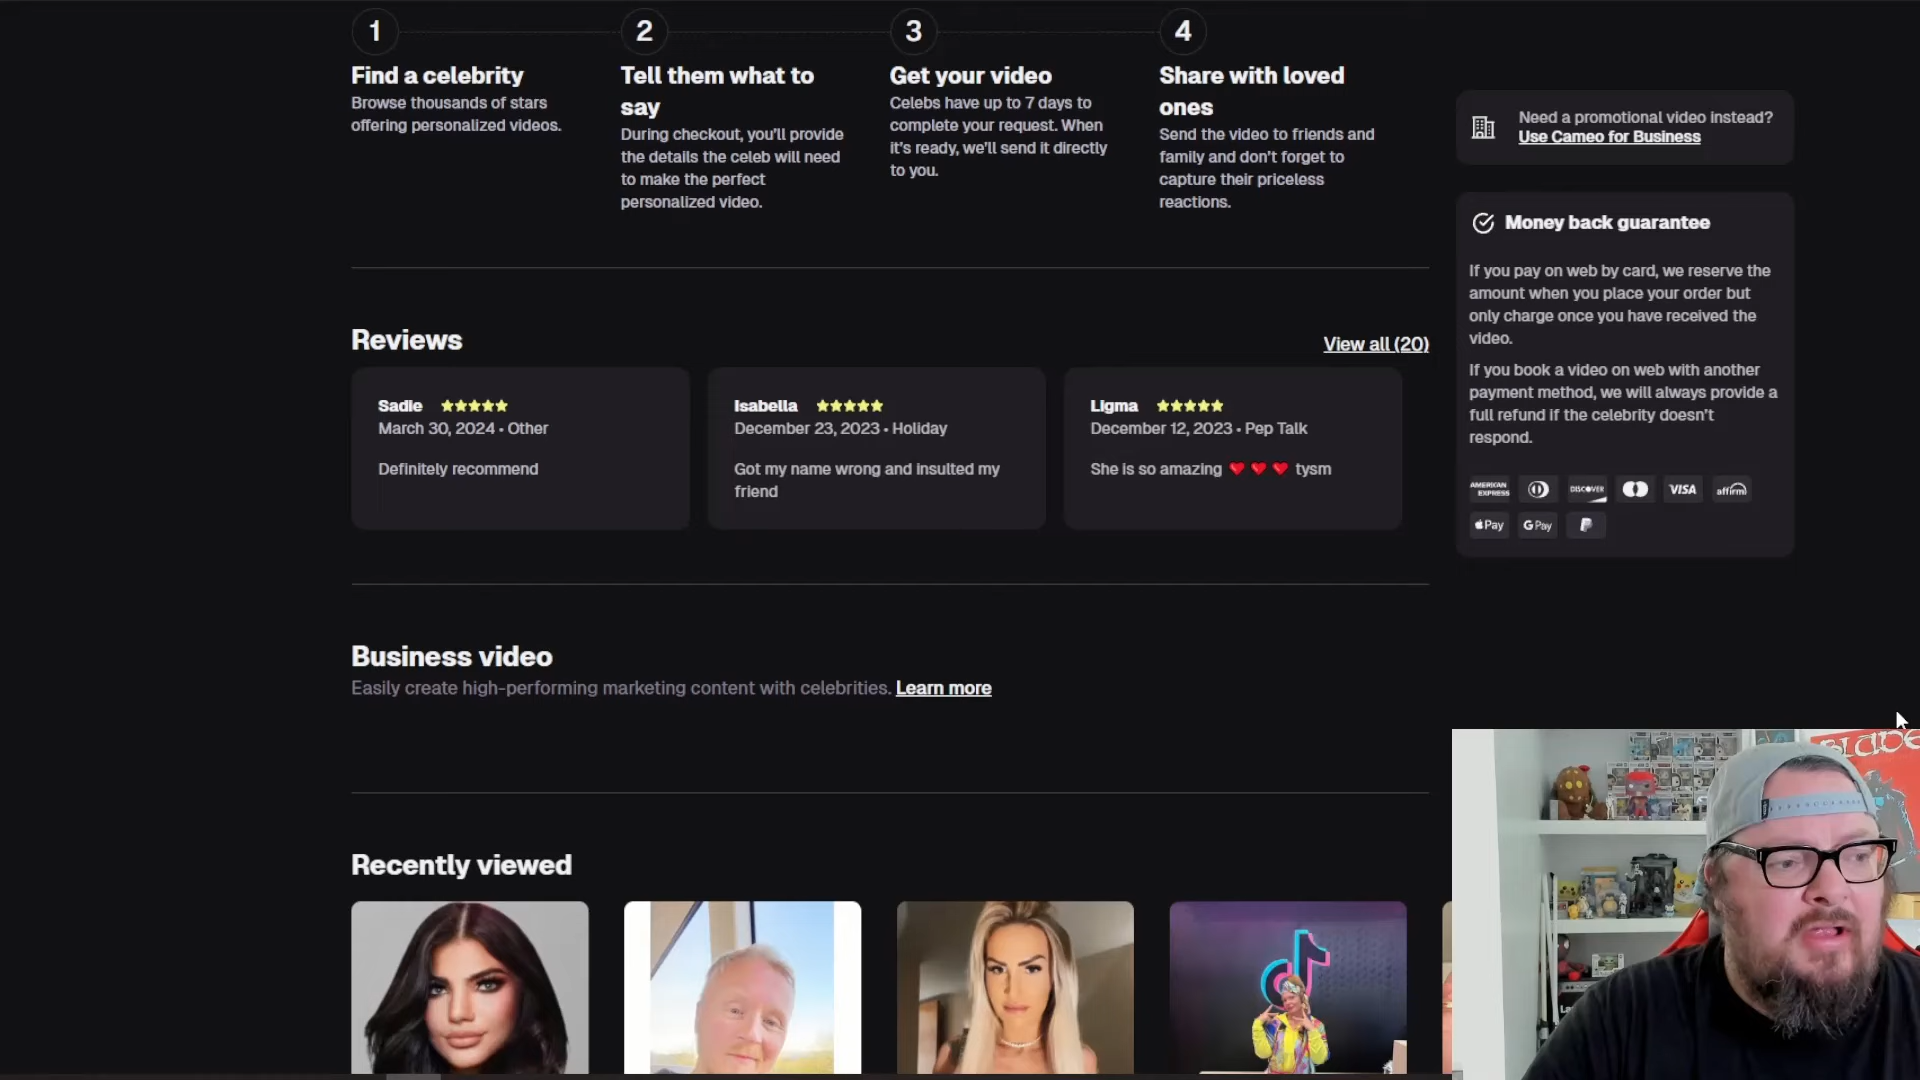 1
Find a celebrity
Browse thousands of stars
offering personalized videos.
2
Tell them what to
say
During checkout, you'll provide
the details the celeb will need
to make the perfect
personalized video.
3
Get your video
Celebs have up to 7 days to
complete your request. When
it's ready, we'll send it directly
to you.
4
Share with loved
ones
Send the video to friends and
family and don't forget to
capture their priceless
reactions.
Need a promotional video instead?
Use Cameo for Business
Money back guarantee
If you pay on web by card, we reserve the
amount when you place your order but
only charge once you have received the
video.
If you book a video on web with another
payment method, we will always provide a
full refund if the celebrity doesn't
respond.
AMERICAN
EXPRESS
DISCOVER
VISA
affirm
Pay
G Pay
Reviews
View all (20)
Sadie
March 30, 2024 • Other
Definitely recommend
Isabella
December 23, 2023 • Holiday
Got my name wrong and insulted my
friend
Ligma
December 12, 2023 • Pep Talk
She is so amazing ❤️ ❤️ ❤️ tysm
Business video
Easily create high-performing marketing content with celebrities. Learn more
Recently viewed
BLADE